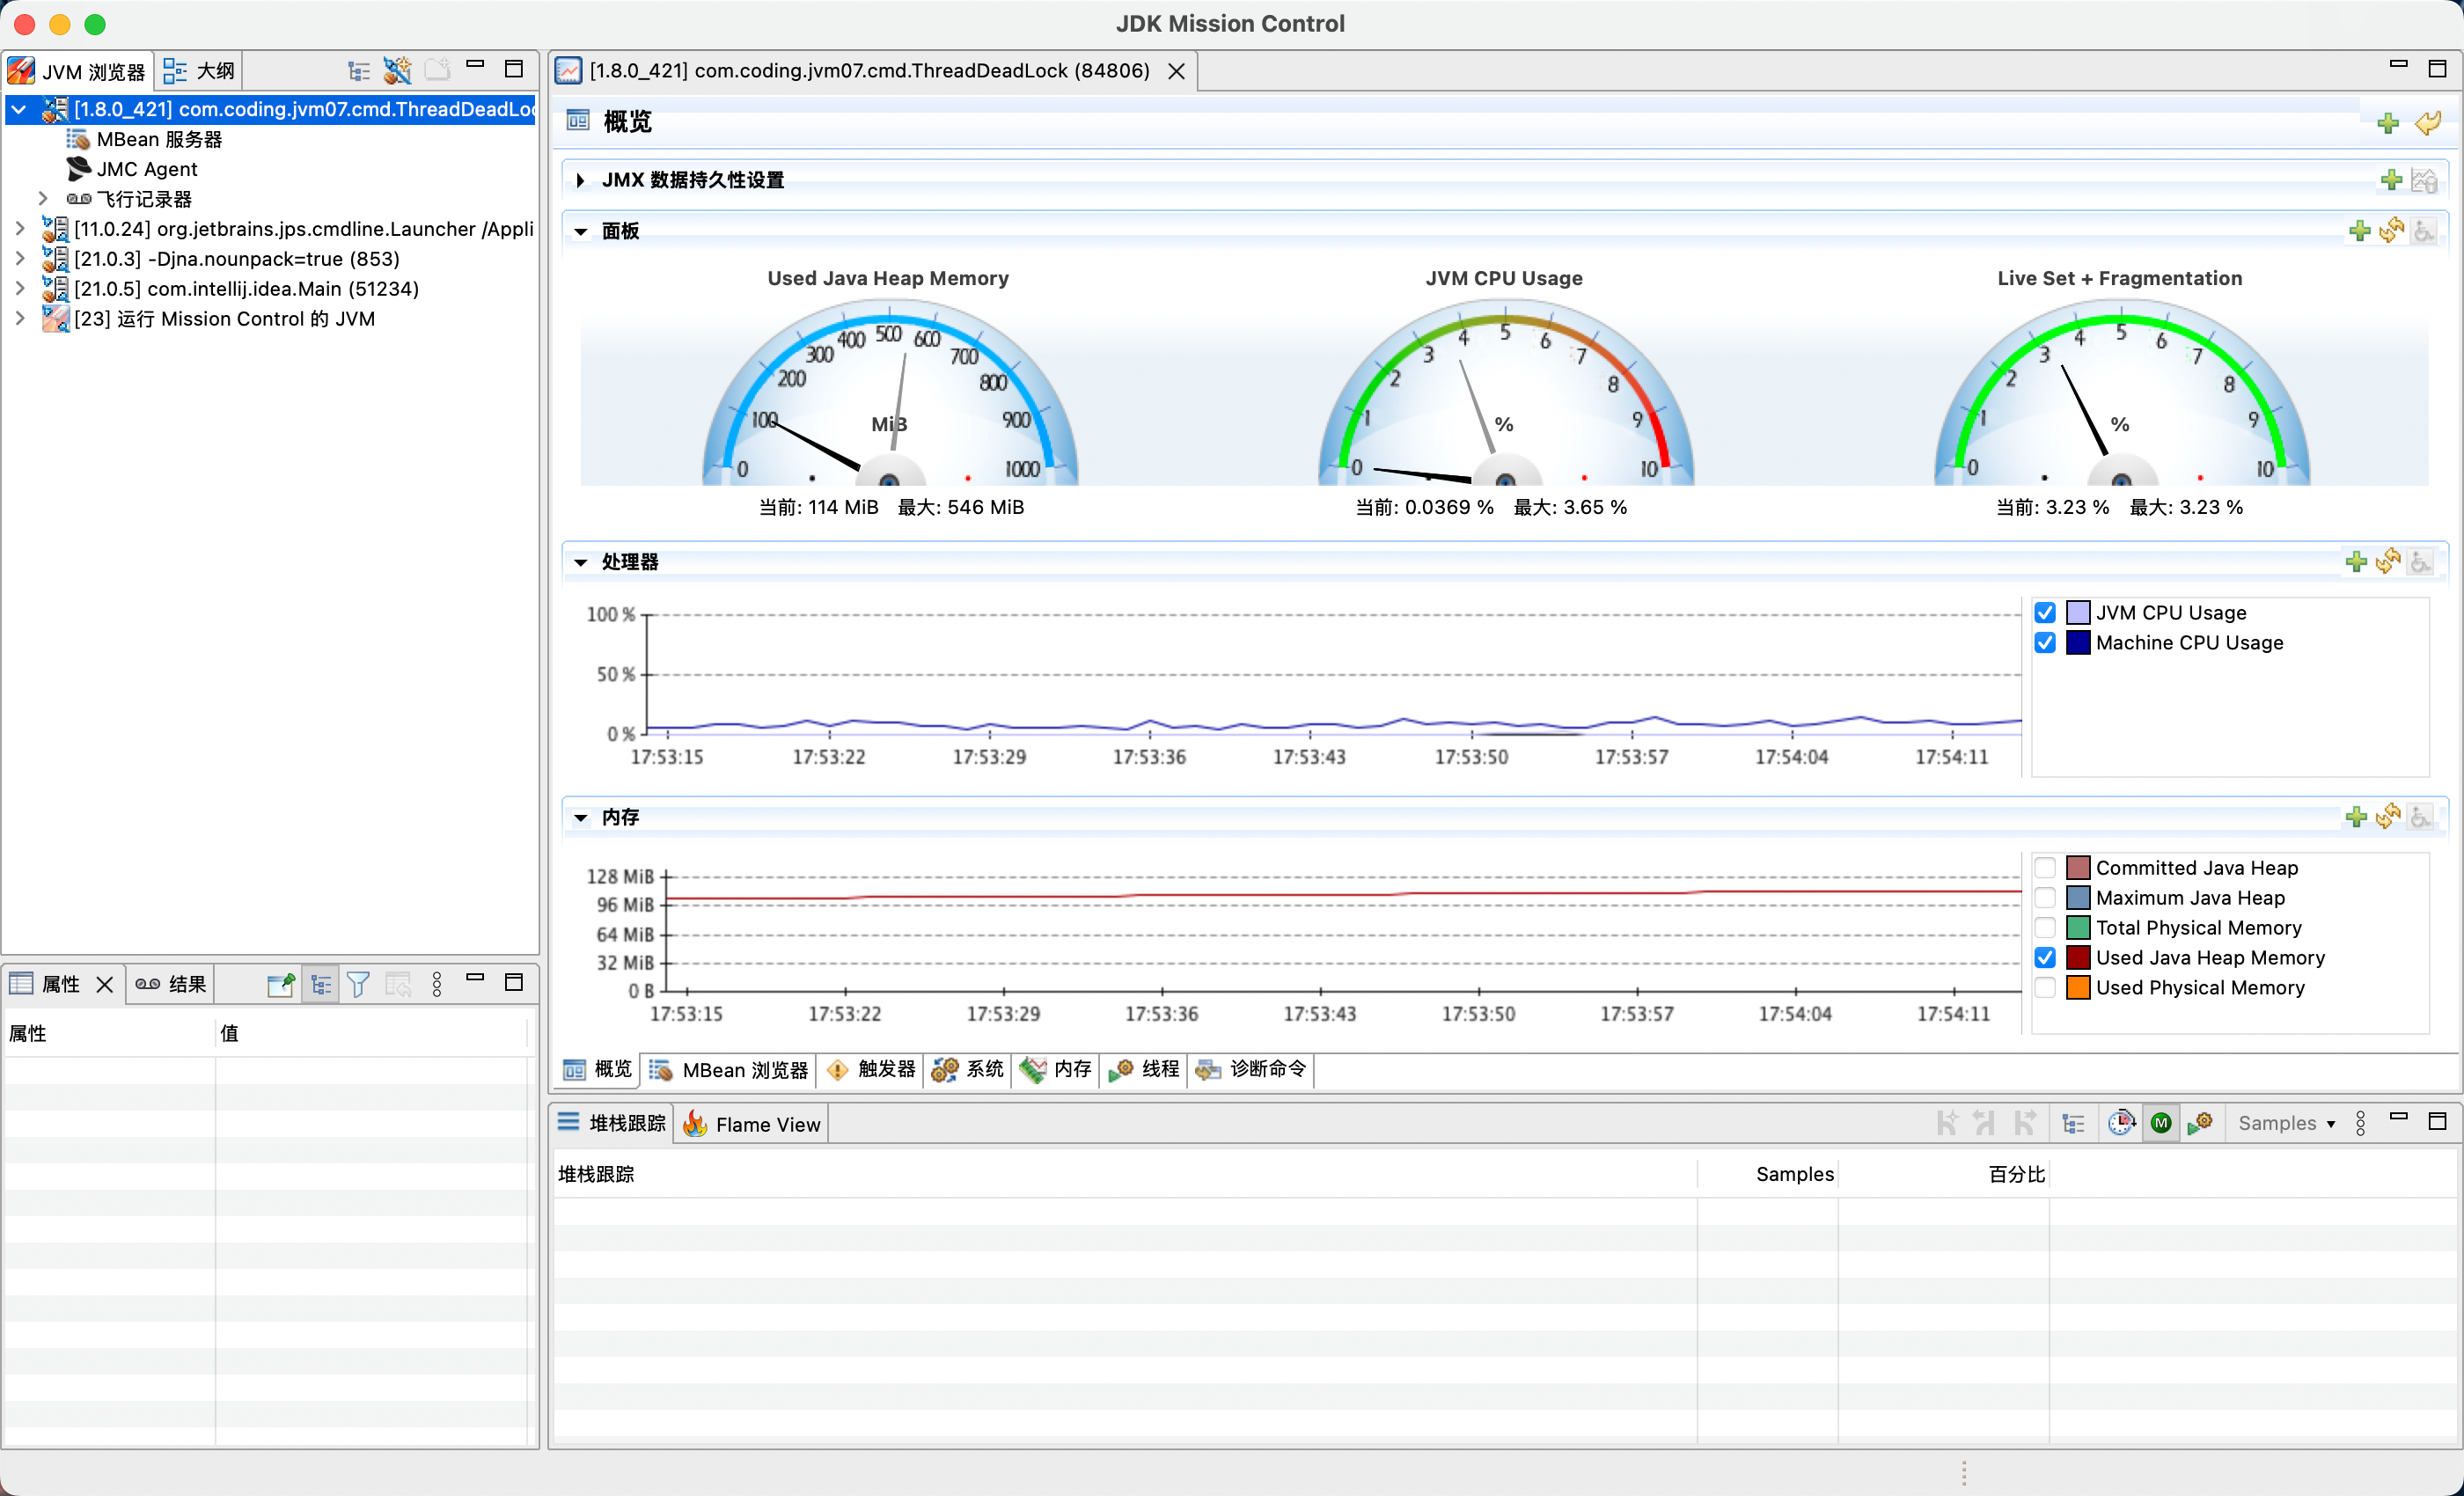 JDK Mission Control
JVM 浏览器
大纲
[1.8.0_421] com.coding.jvm07.cmd.ThreadDeadLo
MBean 服务器
JMC Agent
飞行记录器
[11.0.24] org.jetbrains.jps.cmdline.Launcher /Appli
[21.0.3] -Djna.nounpack=true (853)
[21.0.5] com.intellij.idea.Main (51234)
[23] 运行 Mission Control 的 JVM
属性
结果
属性 值
[1.8.0_421] com.coding.jvm07.cmd.ThreadDeadLock (84806)
概览
JMX 数据持久性设置
面板
Used Java Heap Memory
0 100 200 300 400 500 600 700 800 900 1000
MiB
当前: 114 MiB 最大: 546 MiB
JVM CPU Usage
0 1 2 3 4 5 6 7 8 9 10
%
当前: 0.0369 % 最大: 3.65 %
Live Set + Fragmentation
0 1 2 3 4 5 6 7 8 9 10
%
当前: 3.23 % 最大: 3.23 %
处理器
100 %
50 %
0 %
17:53:15 17:53:22 17:53:29 17:53:36 17:53:43 17:53:50 17:53:57 17:54:04 17:54:11
JVM CPU Usage
Machine CPU Usage
内存
128 MiB
96 MiB
64 MiB
32 MiB
0 B
17:53:15 17:53:22 17:53:29 17:53:36 17:53:43 17:53:50 17:53:57 17:54:04 17:54:11
Committed Java Heap
Maximum Java Heap
Total Physical Memory
Used Java Heap Memory
Used Physical Memory
概览 MBean 浏览器 触发器 系统 内存 线程 诊断命令
堆栈跟踪
Flame View
M
Samples
堆栈跟踪 Samples 百分比